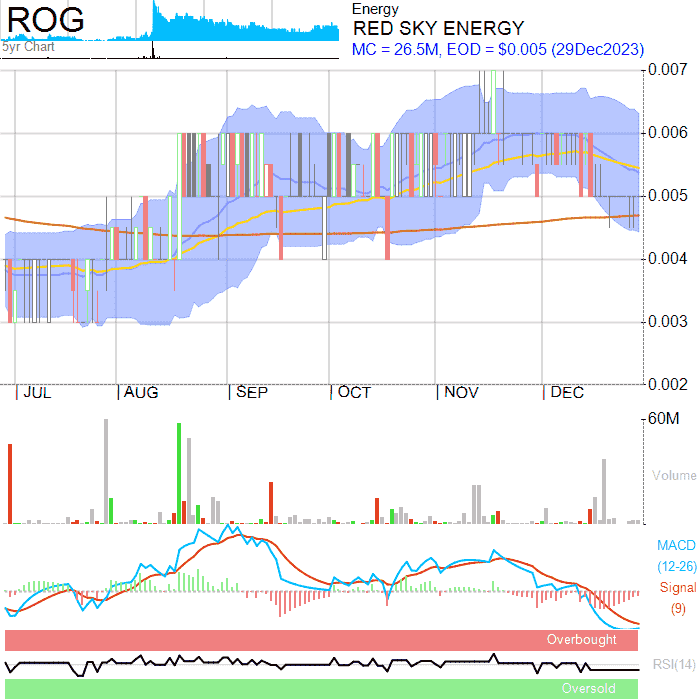 ROG
5yr Chart
Energy
RED SKY ENERGY
MC = 26.5M, EOD = $0.005 (29Dec2023)
0.007
0.006
0.005
0.004
0.003
0.002
JUL AUG SEP OCT NOV DEC
60M
Volume
MACD
(12-26)
Signal
(9)
Overbought
RSI(14)
Oversold